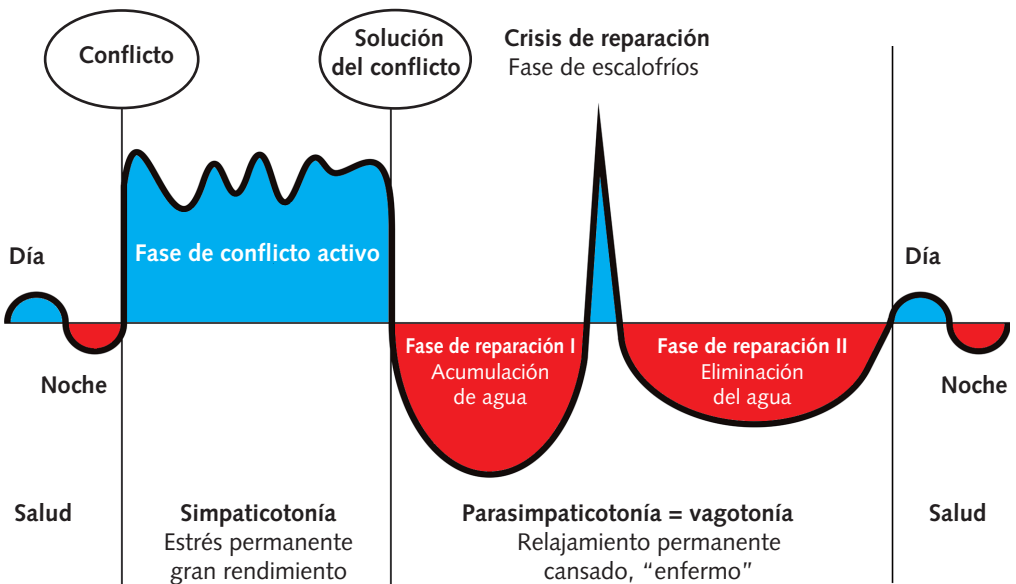 Conflicto
Solución
del conflicto
Crisis de reparación
Fase de escalofríos
Día
Fase de conflicto activo
Día
Noche
Fase de reparación I
Acumulación
de agua
Fase de reparación II
Eliminación
del agua
Noche
Salud
Simpaticotonía
Estrés permanente
gran rendimiento
Parasimpaticotonía = vagotonía
Relajamiento permanente
cansado, “enfermo”
Salud